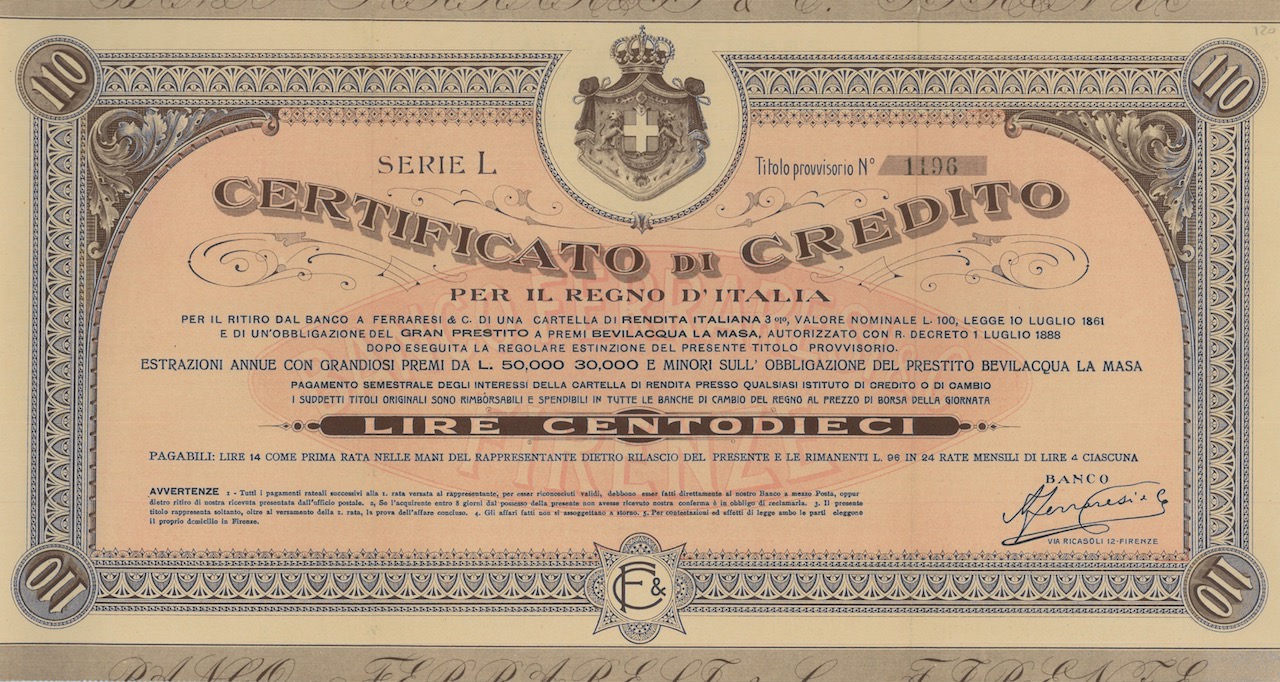 120
110
110
SERIE L
Titolo provvisorio Nº 1196
CERTIFICATO DI CREDITO
PER IL REGNO D'ITALIA
PER IL RITIRO DAL BANCO A FERRARESI & C. DI UNA CARTELLA DI RENDITA ITALIANA 3 0|0, VALORE NOMINALE L. 100, LEGGE 10 LUGLIO 1861
E DI UN'OBBLIGAZIONE DEL GRAN PRESTITO A PREMI BEVILACQUA LA MASA, AUTORIZZATO CON R. DECRETO 1 LUGLIO 1888
DOPO ESEGUITA LA REGOLARE ESTINZIONE DEL PRESENTE TITOLO PROVVISORIO.
ESTRAZIONI ANNUE CON GRANDIOSI PREMI DA L. 50,000 30,000 E MINORI SULL' OBBLIGAZIONE DEL PRESTITO BEVILACQUA LA MASA
PAGAMENTO SEMESTRALE DEGLI INTERESSI DELLA CARTELLA DI RENDITA PRESSO QUALSIASI ISTITUTO DI CREDITO O DI CAMBIO
I SUDDETTI TITOLI ORIGINALI SONO RIMBORSABILI E SPENDIBILI IN TUTTE LE BANCHE DI CAMBIO DEL REGNO AL PREZZO DI BORSA DELLA GIORNATA
LIRE CENTODIECI
FIRENZE
PAGABILI: LIRE 14 COME PRIMA RATA NELLE MANI DEL RAPPRESENTANTE DIETRO RILASCIO DEL PRESENTE E LE RIMANENTI L. 96 IN 24 RATE MENSILI DI LIRE 4 CIASCUNA
AVVERTENZE 1 - Tutti i pagamenti rateali successivi alla 1. rata versata al rappresentante, per esser riconosciuti validi, debbono esser fatti direttamente al nostro Banco a mezzo Posta, oppur
dietro ritiro di nostra ricevuta presentata dall'ufficio postale. 2, Se l'acquirente entro 8 giorni dal possesso della presente non avesse ricevuto nostra conferma è in obbligo di reclamarla. 3. Il presente
titolo rappresenta soltanto, oltre al versamento della 1. rata, la prova dell'affare concluso. 4. Gli affari fatti non si assoggettano a storno. 5. Per contestazioni ed effetti di legge ambo le parti eleggono
il proprio domicilio in Firenze.
BANCO
A Ferraresi e C.
VIA RICASOLI 12-FIRENZE
110
110
FC&
BANCO FERRARESI & C. FIRENZE